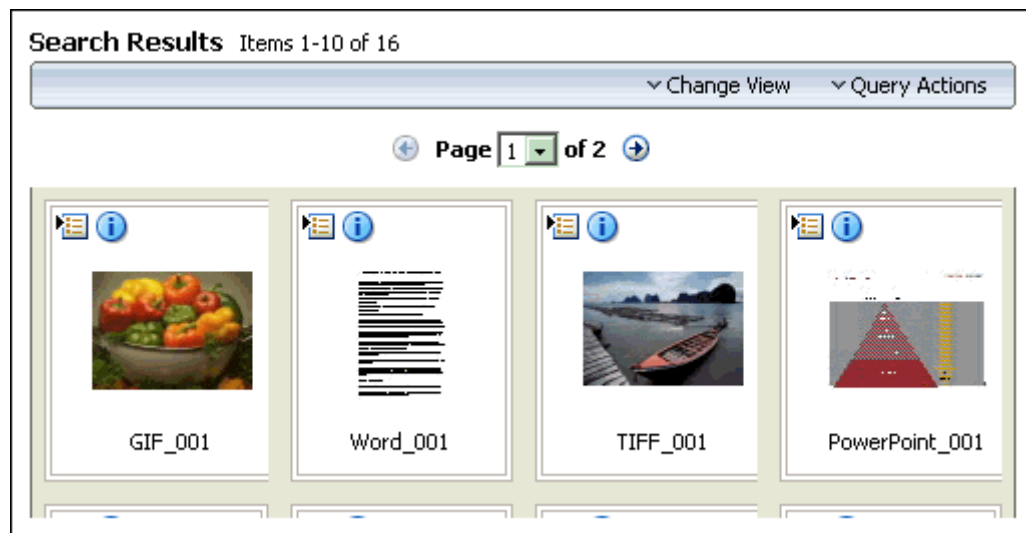 Search Results Items 1-10 of 16
Change View Query Actions
Page 1 of 2
GIF_001 Word_001 TIFF_001 PowerPoint_001